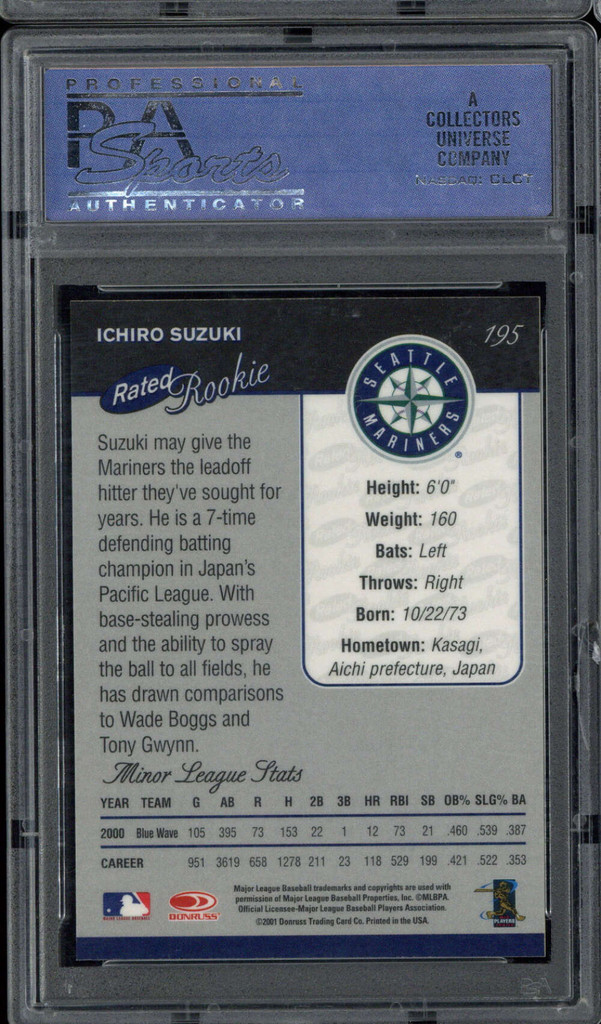 PROFESSIONAL
PSA
Sports
AUTHENTICATOR
A
COLLECTORS
UNIVERSE
COMPANY
NASDAQ: CLCT
ICHIRO SUZUKI
195
Rated Rookie
SEATTLE
MARINERS
®
Suzuki may give the
Mariners the leadoff
hitter they've sought for
years. He is a 7-time
defending batting
champion in Japan's
Pacific League. With
base-stealing prowess
and the ability to spray
the ball to all fields, he
has drawn comparisons
to Wade Boggs and
Tony Gwynn.
Height: 6'0"
Weight: 160
Bats: Left
Throws: Right
Born: 10/22/73
Hometown: Kasagi,
Aichi prefecture, Japan
Minor League Stats
YEAR TEAM G AB R H 2B 3B HR RBI SB OB% SLG% BA
2000 Blue Wave 105 395 73 153 22 1 12 73 21 .460 .539 .387
CAREER 951 3619 658 1278 211 23 118 529 199 .421 .522 .353
Major League Baseball trademarks and copyrights are used with
permission of Major League Baseball Properties, Inc. ©MLBPA.
Official Licensee-Major League Baseball Players Association.
©2001 Donruss Trading Card Co. Printed in the USA.
MAJOR LEAGUE BASEBALL
DONRUSS
PLAYERS